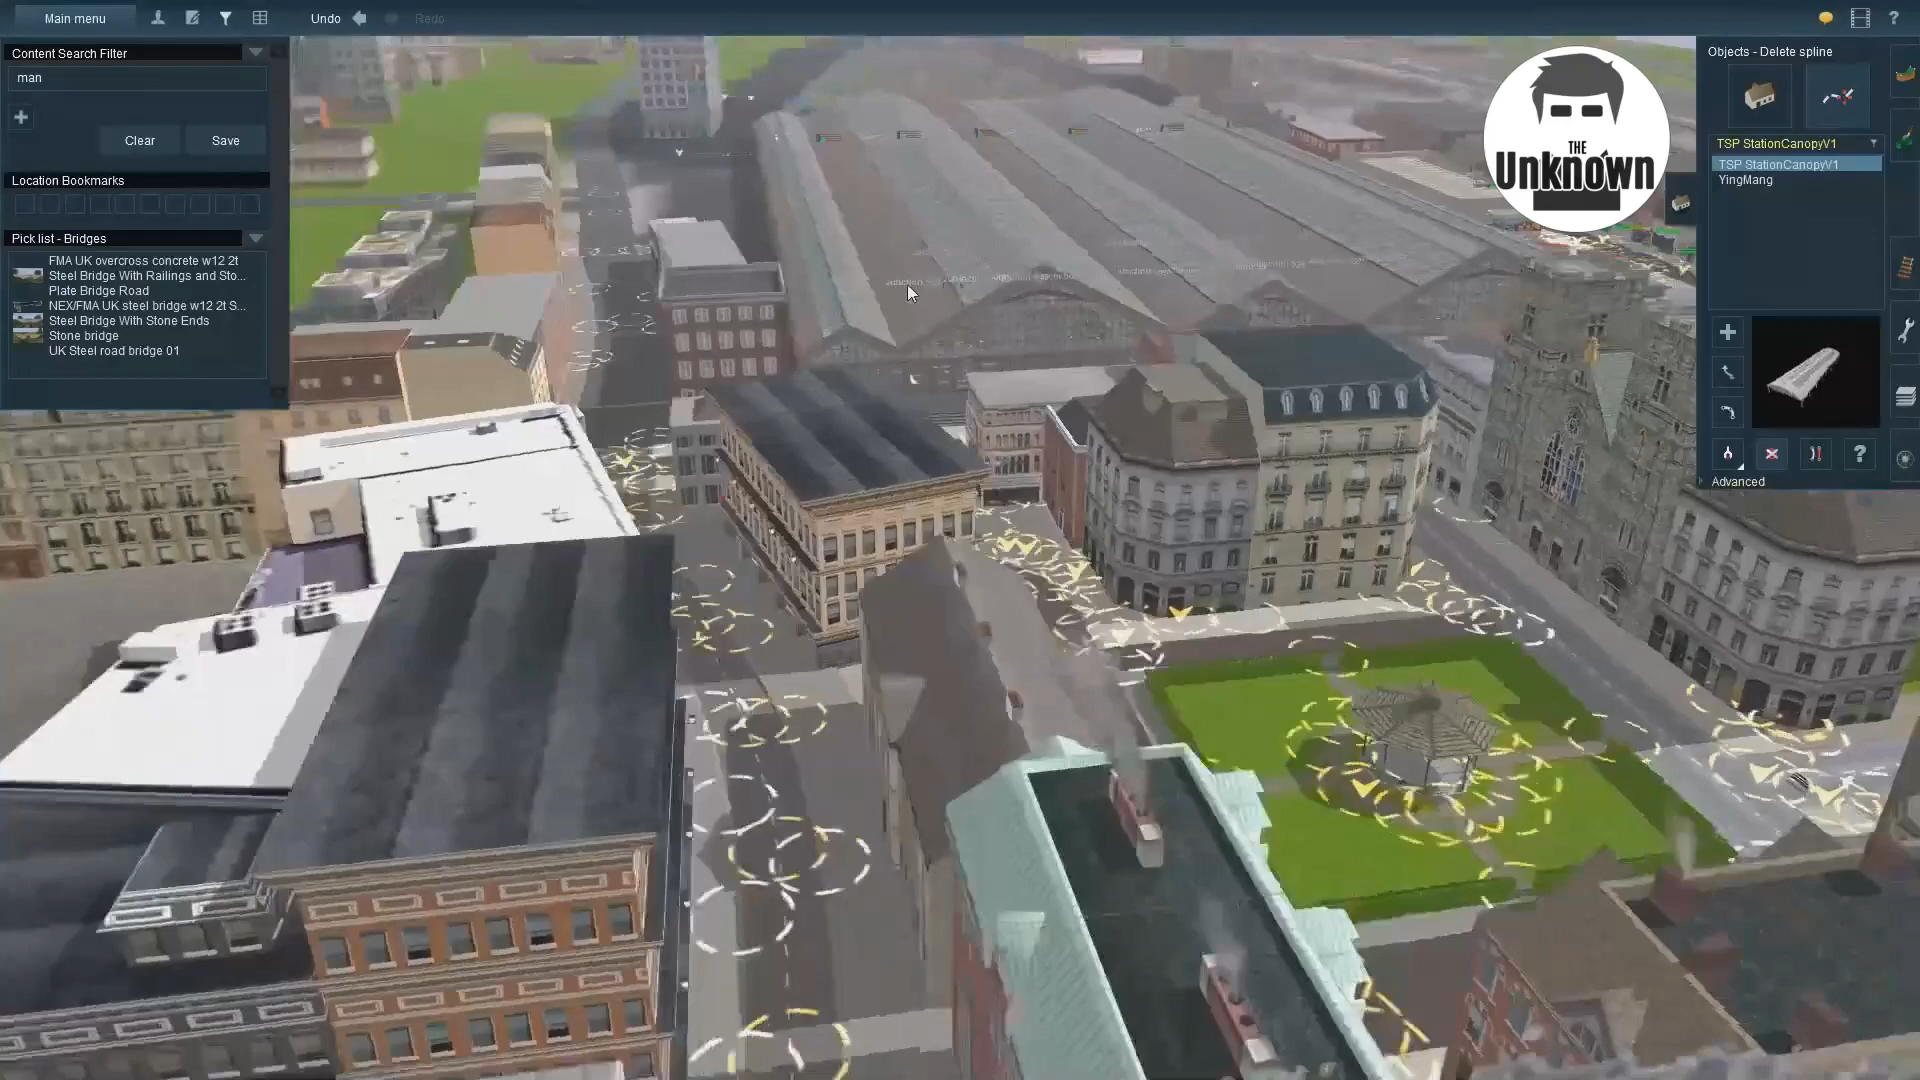 Main menu
Undo
Redo
?
Content Search Filter
man
Clear
Save
Location Bookmarks
Pick list - Bridges
FMA UK overcross concrete w12 2t
Steel Bridge With Railings and Sto...
Plate Bridge Road
NEX/FMA UK steel bridge w12 2t S...
Steel Bridge With Stone Ends
Stone bridge
UK Steel road bridge 01
THE
Unknown
Objects - Delete spline
TSP StationCanopyV1
TSP StationCanopyV1
YingMang
?
Advanced